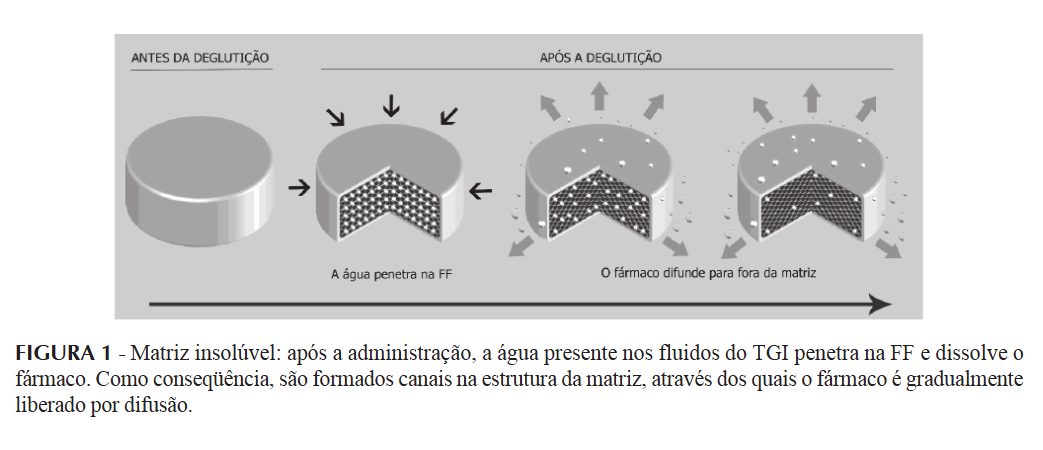 ANTES DA DEGLUTIÇÃO
APÓS A DEGLUTIÇÃO
A água penetra na FF
O fármaco difunde para fora da matriz
FIGURA 1 - Matriz insolúvel: após a administração, a água presente nos fluidos do TGI penetra na FF e dissolve o
fármaco. Como conseqüência, são formados canais na estrutura da matriz, através dos quais o fármaco é gradualmente
liberado por difusão.